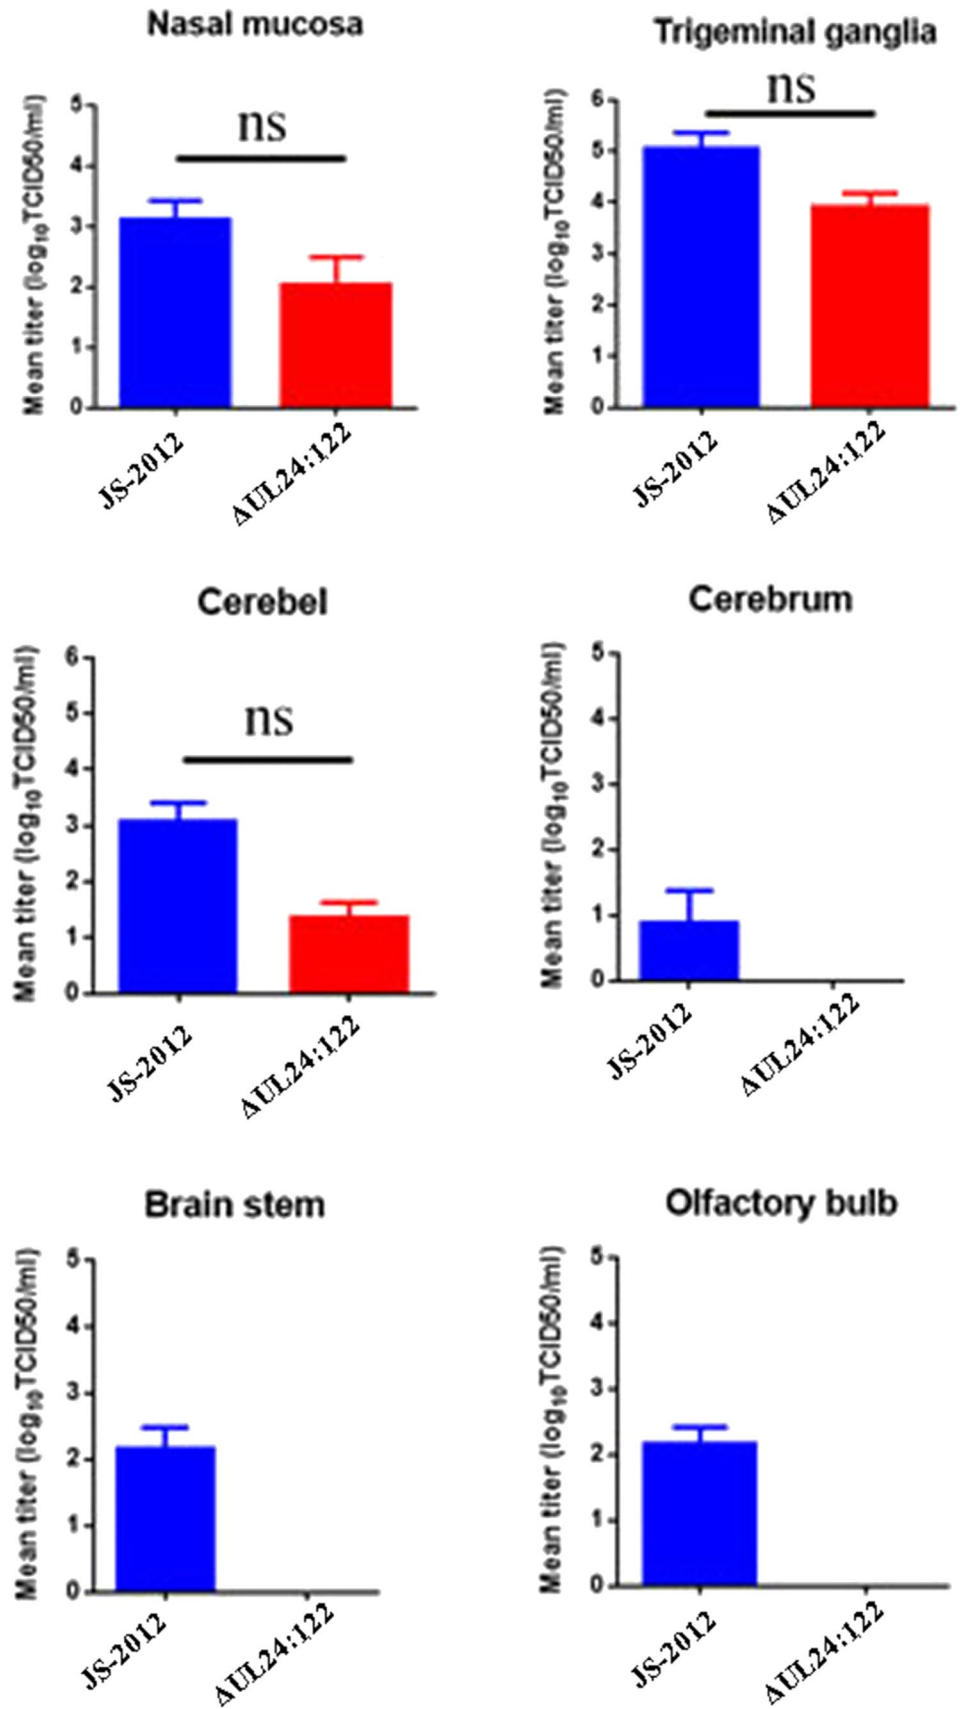 Nasal mucosa
Mean titer (log10TCID50/ml)
5
4
3
2
1
0
ns
JS-2012
ΔUL24:122
Trigeminal ganglia
Mean titer (log10TCID50/ml)
6
5
4
3
2
1
0
ns
JS-2012
ΔUL24:122
Cerebel
Mean titer (log10TCID50/ml)
6
5
4
3
2
1
0
ns
JS-2012
ΔUL24:122
Cerebrum
Mean titer (log10TCID50/ml)
5
4
3
2
1
0
JS-2012
ΔUL24:122
Brain stem
Mean titer (log10TCID50/ml)
5
4
3
2
1
0
JS-2012
ΔUL24:122
Olfactory bulb
Mean titer (log10TCID50/ml)
5
4
3
2
1
0
JS-2012
ΔUL24:122